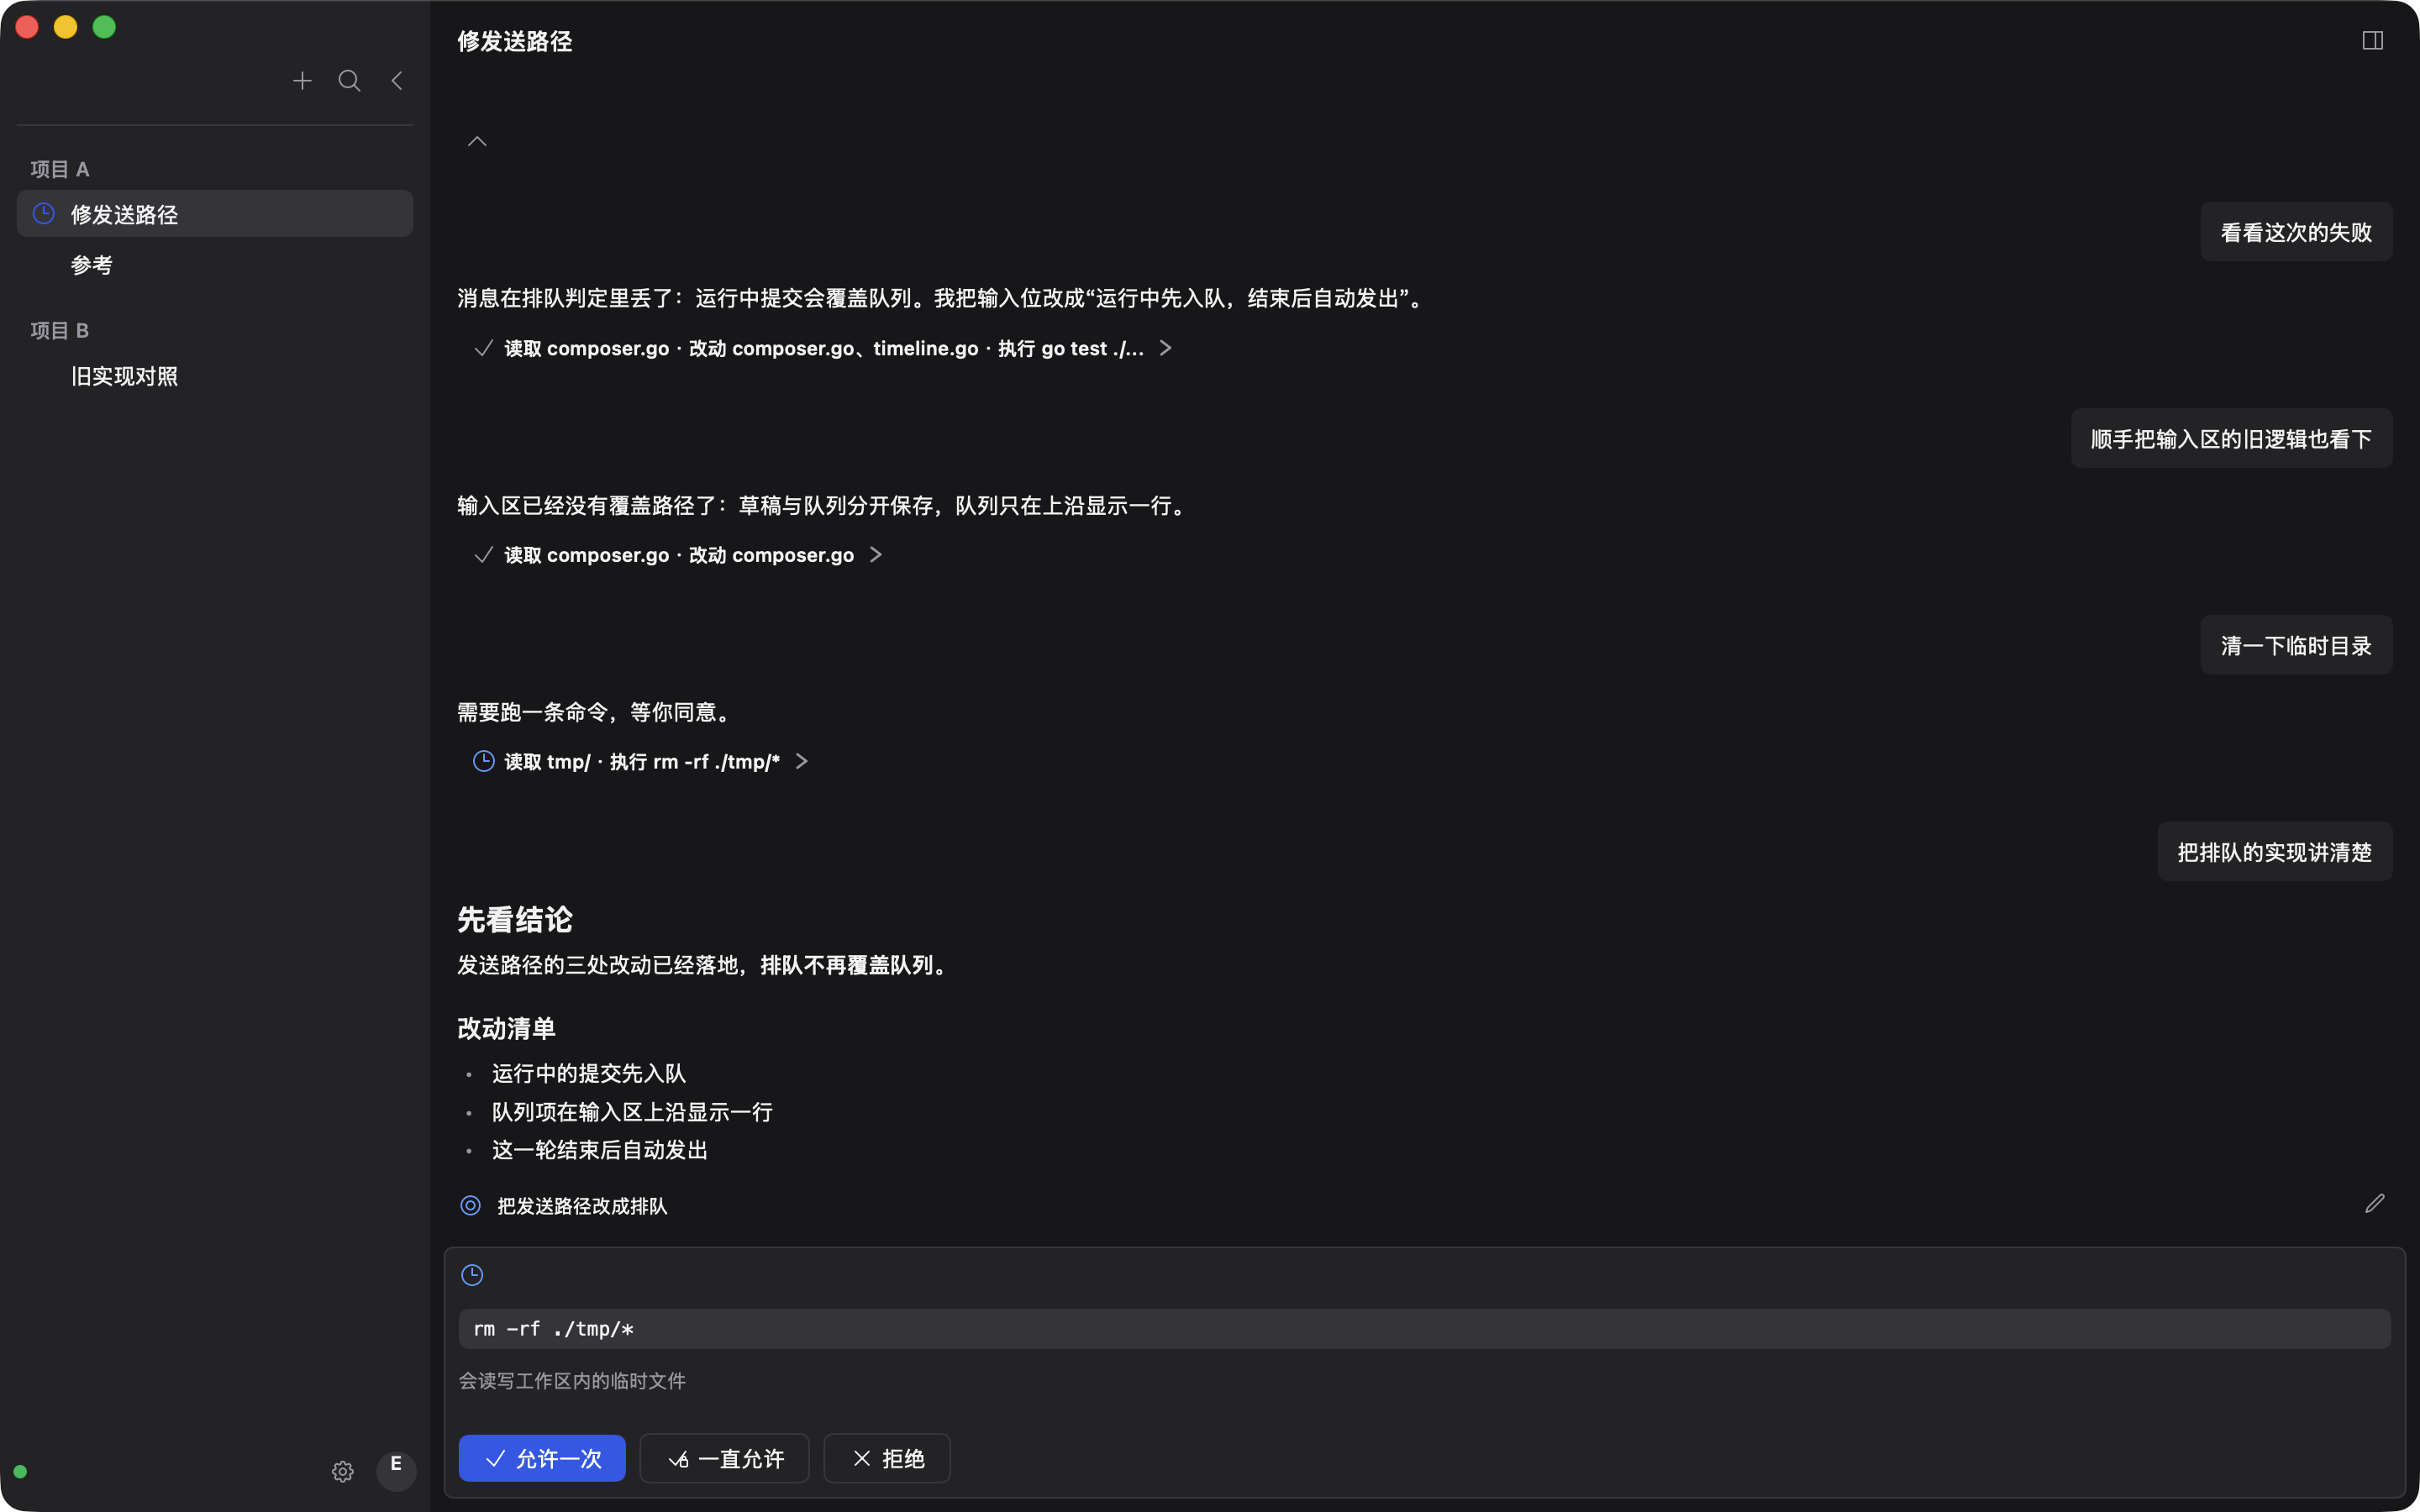 修发送路径
项目 A
修发送路径
参考
项目 B
旧实现对照
E
看看这次的失败
消息在排队判定里丢了：运行中提交会覆盖队列。我把输入位改成“运行中先入队，结束后自动发出”。
读取 composer.go · 改动 composer.go、timeline.go · 执行 go test ./...
顺手把输入区的旧逻辑也看下
输入区已经没有覆盖路径了：草稿与队列分开保存，队列只在上沿显示一行。
读取 composer.go · 改动 composer.go
清一下临时目录
需要跑一条命令，等你同意。
读取 tmp/ · 执行 rm -rf ./tmp/*
把排队的实现讲清楚
先看结论
发送路径的三处改动已经落地，排队不再覆盖队列。
改动清单
• 运行中的提交先入队
• 队列项在输入区上沿显示一行
• 这一轮结束后自动发出
把发送路径改成排队
rm -rf ./tmp/*
会读写工作区内的临时文件
允许一次
一直允许
拒绝